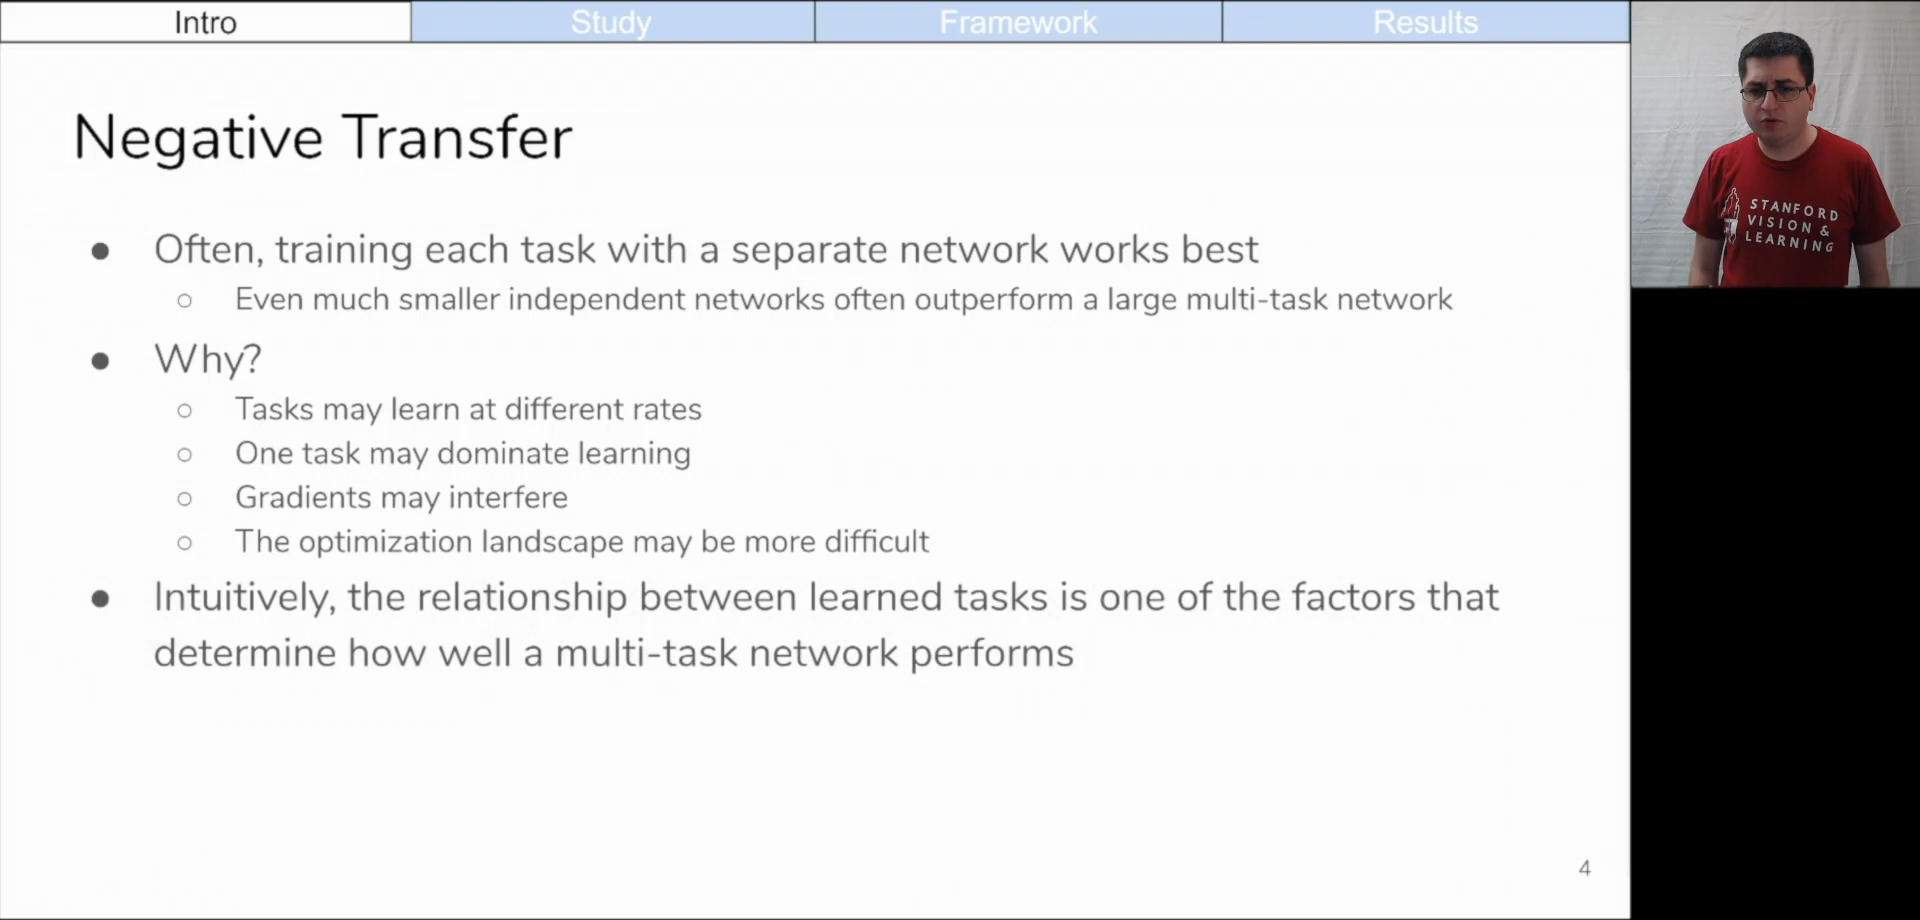 Intro
Study
Framework
Results
Negative Transfer
● Often, training each task with a separate network works best
○ Even much smaller independent networks often outperform a large multi-task network
● Why?
○ Tasks may learn at different rates
○ One task may dominate learning
○ Gradients may interfere
○ The optimization landscape may be more difficult
● Intuitively, the relationship between learned tasks is one of the factors that
determine how well a multi-task network performs
4
STANFORD
VISION &
LEARNING